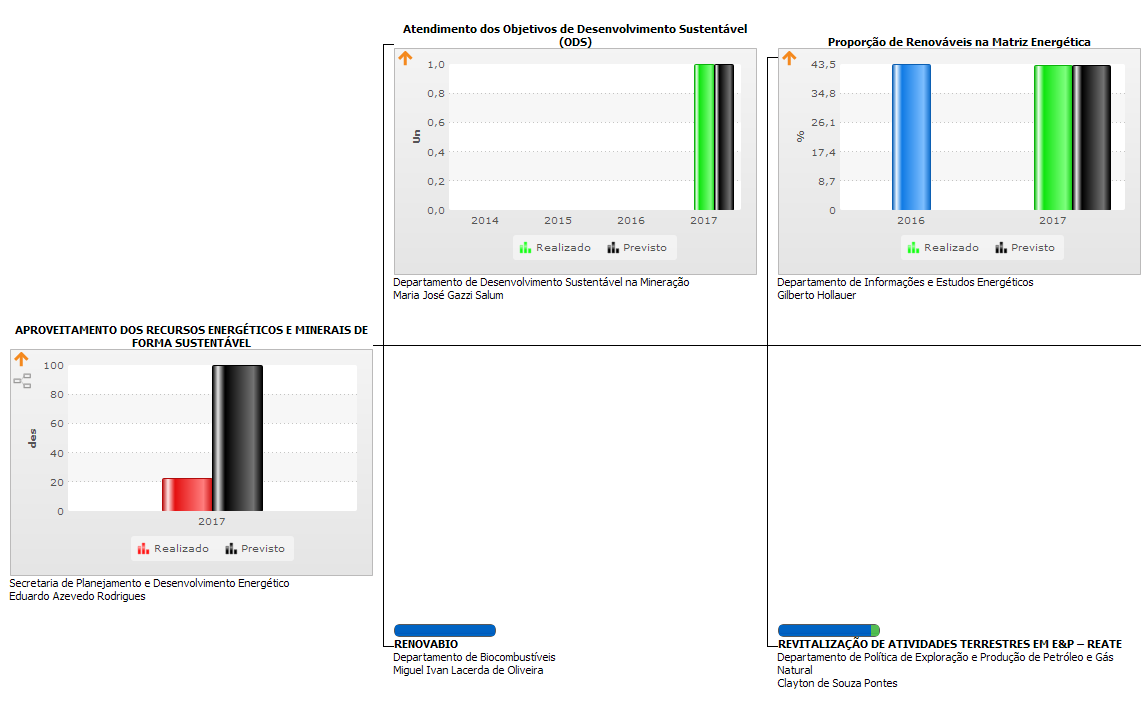 Atendimento dos Objetivos de Desenvolvimento Sustentável
(ODS)
1,0
0,8
0,6
0,4
0,2
0,0
Un
2014 2015 2016 2017
Realizado Previsto
Departamento de Desenvolvimento Sustentável na Mineração
Maria José Gazzi Salum
Proporção de Renováveis na Matriz Energética
43,5
34,8
26,1
17,4
8,7
0
%
2016 2017
Realizado Previsto
Departamento de Informações e Estudos Energéticos
Gilberto Hollauer
APROVEITAMENTO DOS RECURSOS ENERGÉTICOS E MINERAIS DE
FORMA SUSTENTÁVEL
100
80
60
40
20
0
des
2017
Realizado Previsto
Secretaria de Planejamento e Desenvolvimento Energético
Eduardo Azevedo Rodrigues
RENOVABIO
Departamento de Biocombustíveis
Miguel Ivan Lacerda de Oliveira
REVITALIZAÇÃO DE ATIVIDADES TERRESTRES EM E&P – REATE
Departamento de Política de Exploração e Produção de Petróleo e Gás
Natural
Clayton de Souza Pontes